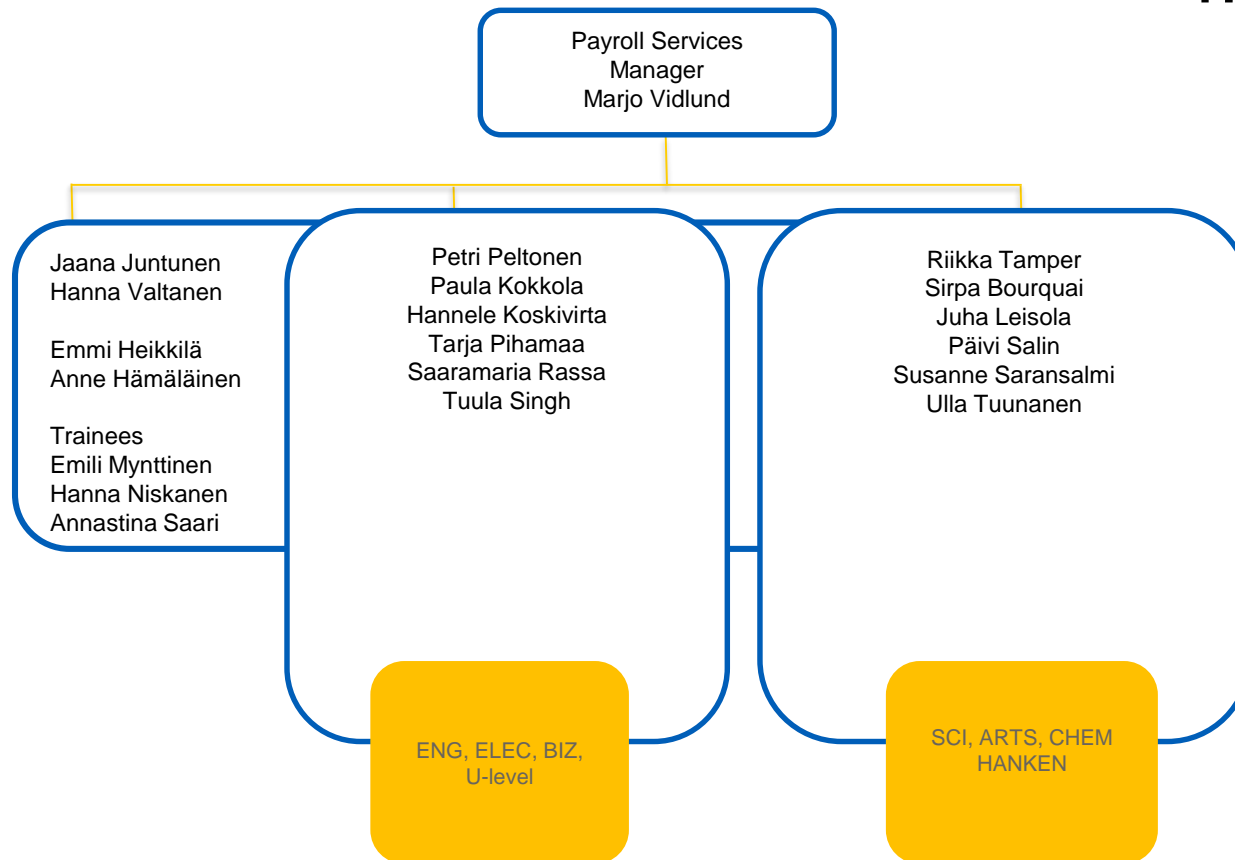 Payroll Services
Manager
Marjo Vidlund
Jaana Juntunen
Hanna Valtanen
Emmi Heikkilä
Anne Hämäläinen
Trainees
Emili Mynttinen
Hanna Niskanen
Annastina Saari
Petri Peltonen
Paula Kokkola
Hannele Koskivirta
Tarja Pihamaa
Saaramaria Rassa
Tuula Singh
ENG, ELEC, BIZ,
U-level
Riikka Tamper
Sirpa Bourquai
Juha Leisola
Päivi Salin
Susanne Saransalmi
Ulla Tuunanen
SCI, ARTS, CHEM
HANKEN